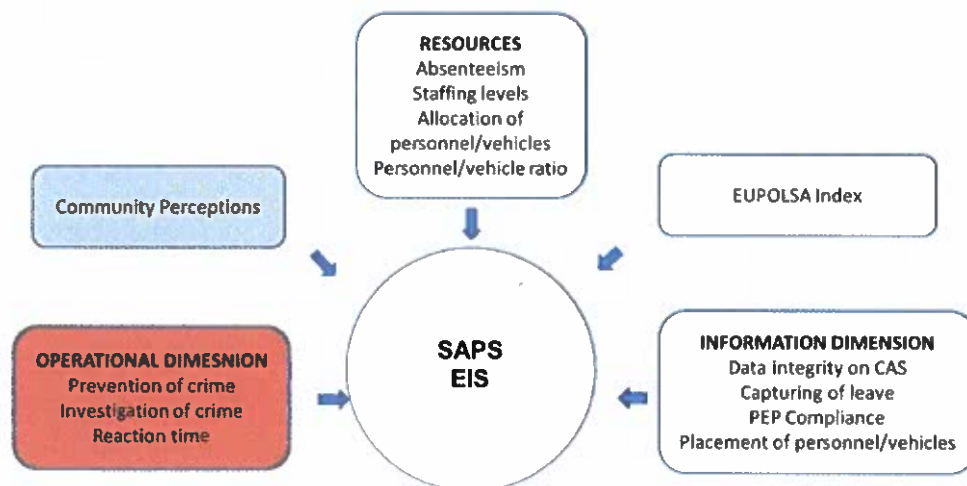 RESOURCES
Absenteeism
Staffing levels
Allocation of
personnel/vehicles
Personnel/vehicle ratio
Community Perceptions
EUPOLSA Index
SAPS
EIS
OPERATIONAL DIMESNION
Prevention of crime
Investigation of crime
Reaction time
INFORMATION DIMENSION
Data integrity on CAS
Capturing of leave
PEP Compliance
Placement of personnel/vehicles